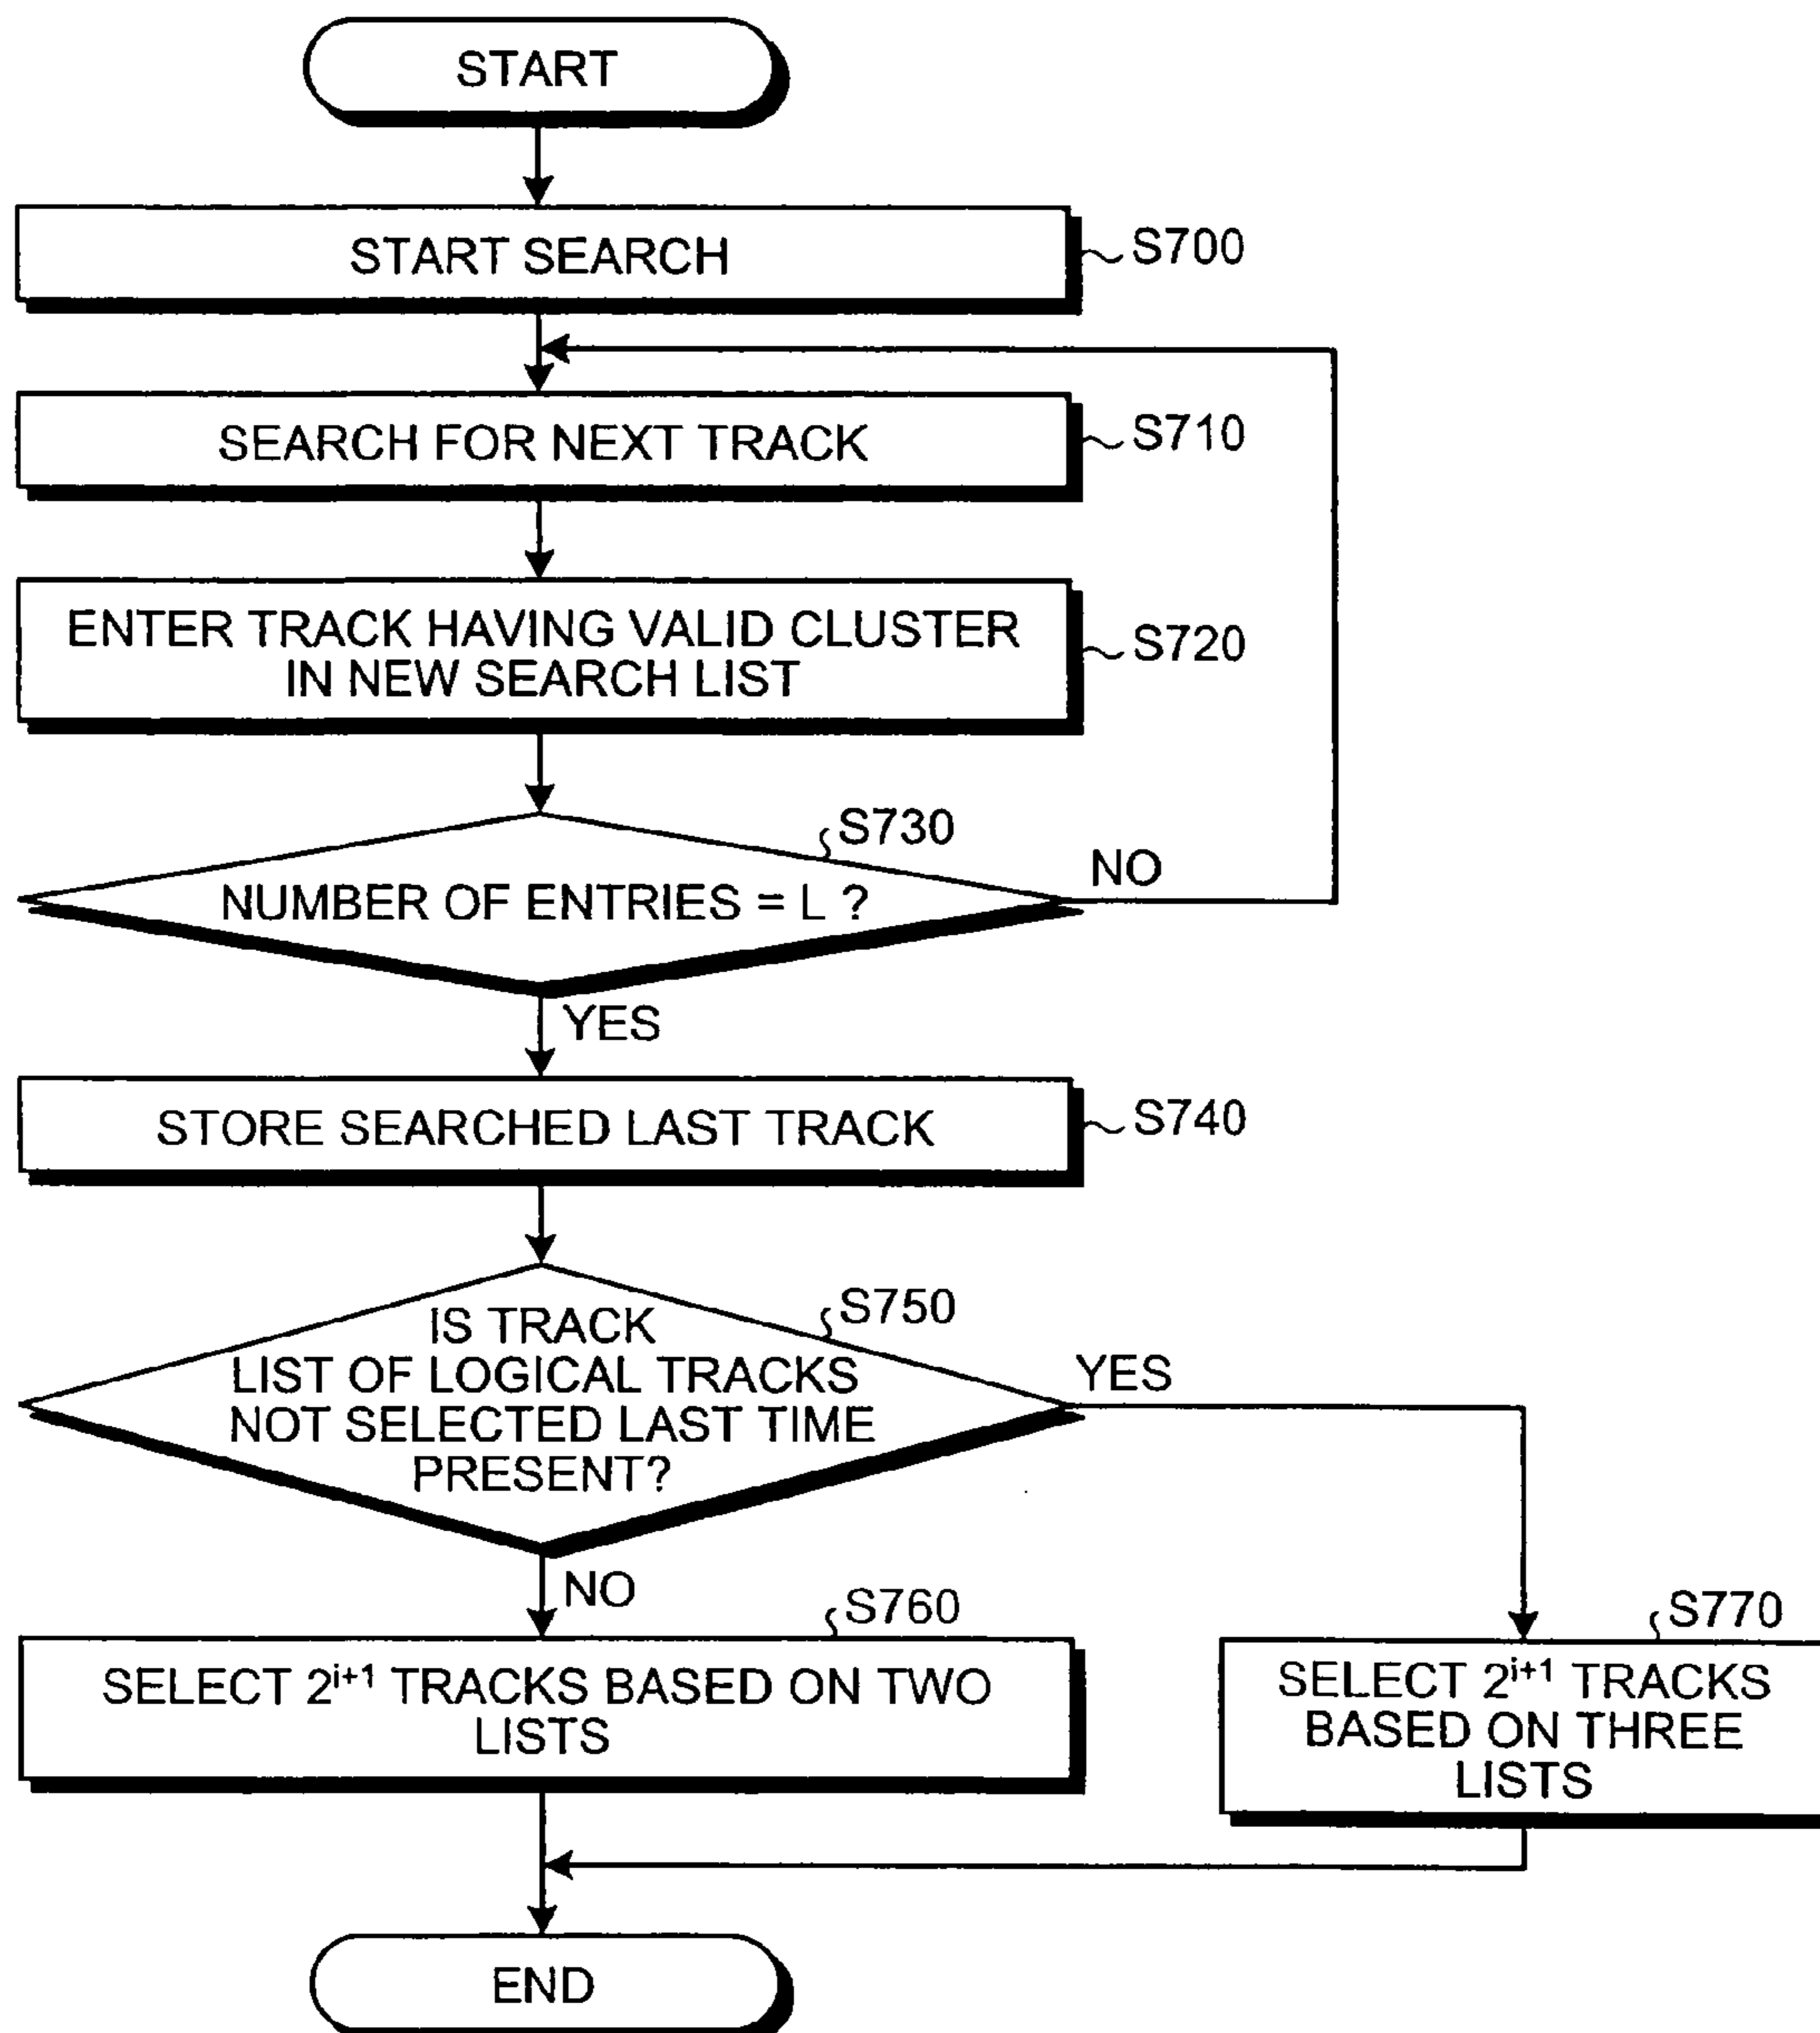 START
START SEARCH
S700
SEARCH FOR NEXT TRACK
S710
ENTER TRACK HAVING VALID CLUSTER
IN NEW SEARCH LIST
S720
S730
NUMBER OF ENTRIES = L ?
NO
YES
STORE SEARCHED LAST TRACK
S740
S750
IS TRACK
LIST OF LOGICAL TRACKS
NOT SELECTED LAST TIME
PRESENT?
YES
NO
S760
SELECT 2^{i+1} TRACKS BASED ON TWO
LISTS
S770
SELECT 2^{i+1} TRACKS
BASED ON THREE
LISTS
END